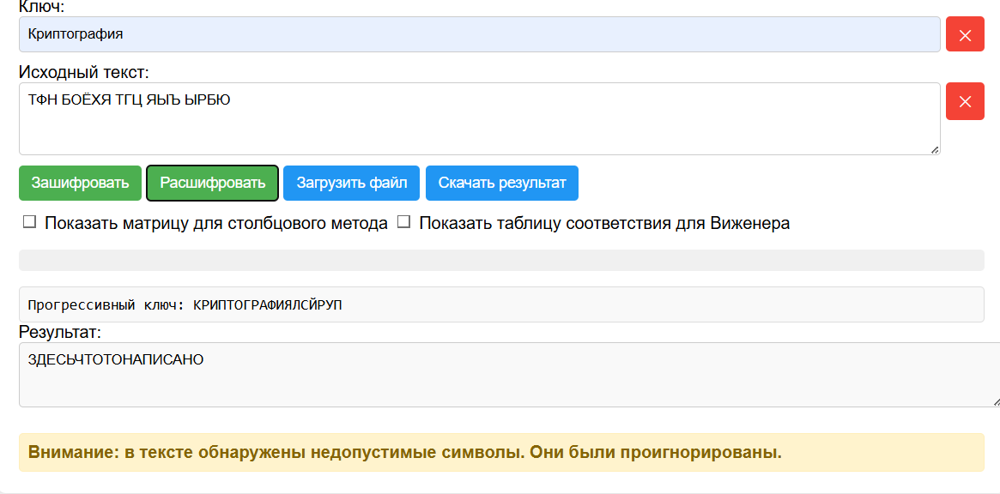 Ключ:
Криптография
Исходный текст:
ТФН БОЁХЯ ТГЦ ЯЫЪ ЫРБЮ
Зашифровать Расшифровать Загрузить файл Скачать результат
Показать матрицу для столбцового метода Показать таблицу соответствия для Виженера
Прогрессивный ключ: КРИПТОГРАФИЯЛСЙРУП
Результат:
ЗДЕСЬЧТОТОНАПИСАНО
Внимание: в тексте обнаружены недопустимые символы. Они были проигнорированы.